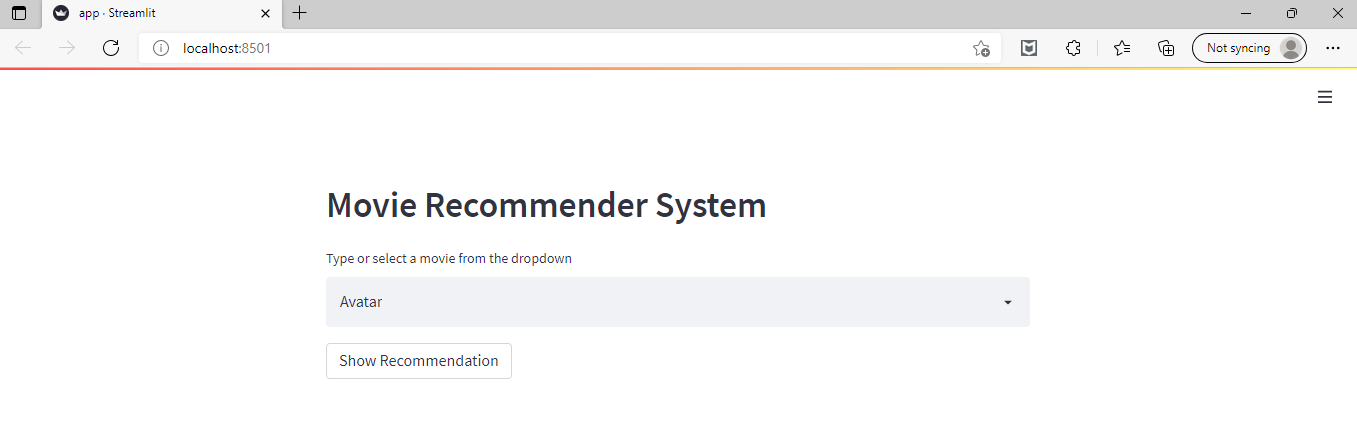 app · Streamlit
localhost:8501
Not syncing
Movie Recommender System
Type or select a movie from the dropdown
Avatar
Show Recommendation